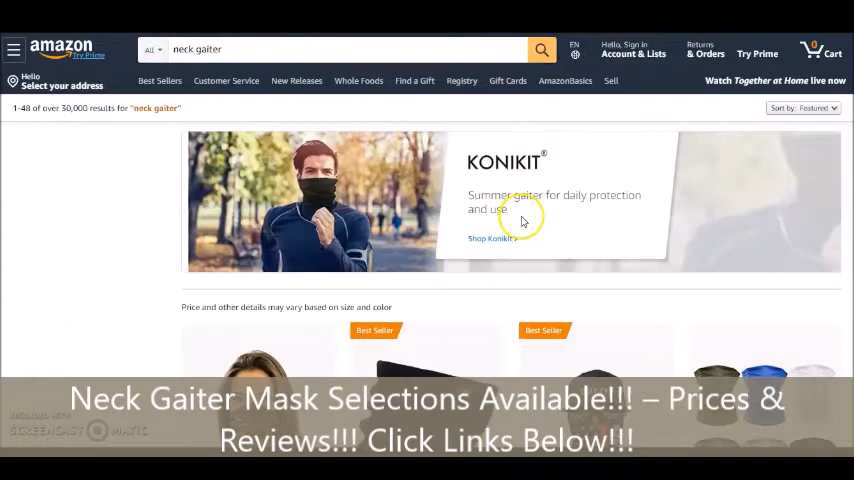 amazon
Try Prime
All
neck gaiter
EN
Hello, Sign in
Account & Lists
Returns
& Orders
Try Prime
0
Cart
Hello
Select your address
Best Sellers
Customer Service
New Releases
Whole Foods
Find a Gift
Registry
Gift Cards
AmazonBasics
Sell
Watch Together at Home live now
1-48 of over 30,000 results for "neck gaiter"
Sort by: Featured
KONIKIT®
Summer gaiter for daily protection
and use
Shop Konikit ›
Price and other details may vary based on size and color
Best Seller
Best Seller
Neck Gaiter Mask Selections Available!!! – Prices &
Reviews!!! Click Links Below!!!
RECORDED WITH
SCREENCAST MATIC